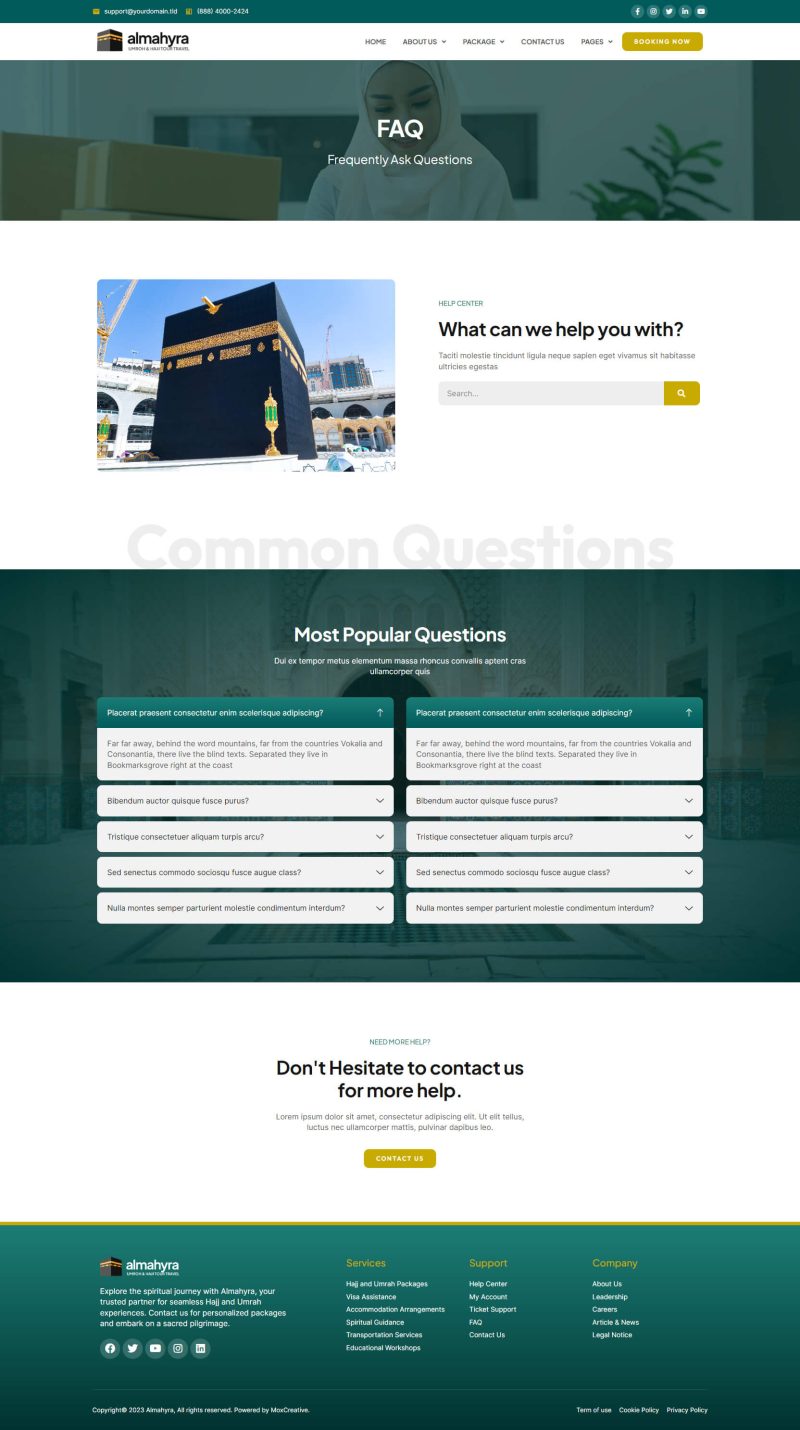 support@yourdomain.tld (888) 4000-2424
almahyra
UMROH & HAJJ TOUR TRAVEL
HOME ABOUT US PACKAGE CONTACT US PAGES BOOKING NOW
FAQ
Frequently Ask Questions
HELP CENTER
What can we help you with?
Taciti molestie tincidunt ligula neque sapien eget vivamus sit habitasse
ultricies egestas
Search...
Common Questions
Most Popular Questions
Dui ex tempor metus elementum massa rhoncus convallis aptent cras
ullamcorper quis
Placerat praesent consectetur enim scelerisque adipiscing?
Far far away, behind the word mountains, far from the countries Vokalia and
Consonantia, there live the blind texts. Separated they live in
Bookmarksgrove right at the coast
Bibendum auctor quisque fusce purus?
Tristique consectetuer aliquam turpis arcu?
Sed senectus commodo sociosqu fusce augue class?
Nulla montes semper parturient molestie condimentum interdum?
Placerat praesent consectetur enim scelerisque adipiscing?
Far far away, behind the word mountains, far from the countries Vokalia and
Consonantia, there live the blind texts. Separated they live in
Bookmarksgrove right at the coast
Bibendum auctor quisque fusce purus?
Tristique consectetuer aliquam turpis arcu?
Sed senectus commodo sociosqu fusce augue class?
Nulla montes semper parturient molestie condimentum interdum?
NEED MORE HELP?
Don't Hesitate to contact us
for more help.
Lorem ipsum dolor sit amet, consectetur adipiscing elit. Ut elit tellus,
luctus nec ullamcorper mattis, pulvinar dapibus leo.
CONTACT US
almahyra
UMROH & HAJJ TOUR TRAVEL
Explore the spiritual journey with Almahyra, your
trusted partner for seamless Hajj and Umrah
experiences. Contact us for personalized packages
and embark on a sacred pilgrimage.
Services
Hajj and Umrah Packages
Visa Assistance
Accommodation Arrangements
Spiritual Guidance
Transportation Services
Educational Workshops
Support
Help Center
My Account
Ticket Support
FAQ
Contact Us
Company
About Us
Leadership
Careers
Article & News
Legal Notice
Copyright© 2023 Almahyra, All rights reserved. Powered by MoxCreative.
Term of use Cookie Policy Privacy Policy